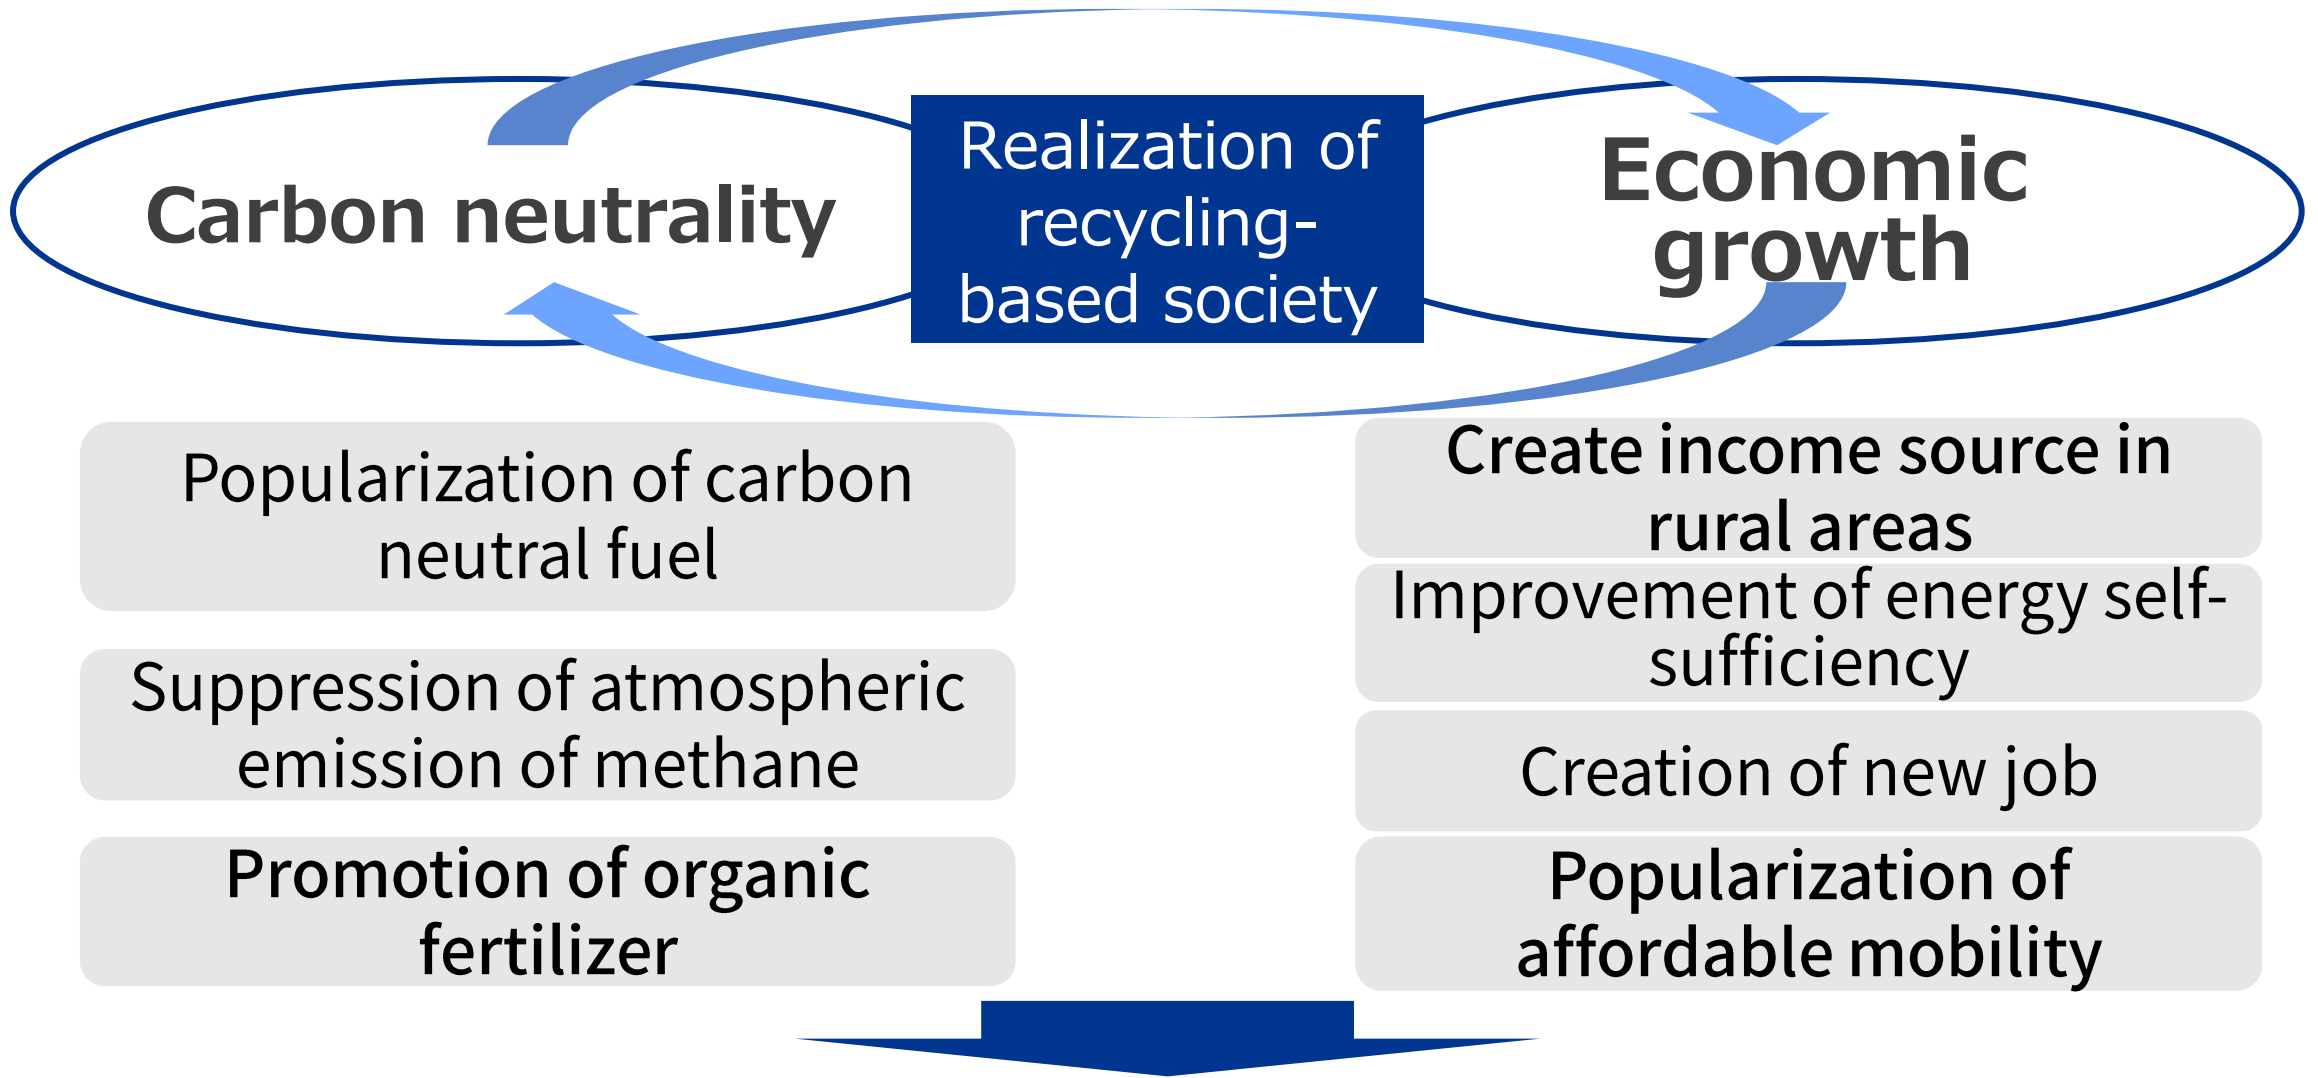 Carbon neutrality
Realization of
recycling-
based society
Economic
growth
Popularization of carbon
neutral fuel
Suppression of atmospheric
emission of methane
Promotion of organic
fertilizer
Create income source in
rural areas
Improvement of energy self-
sufficiency
Creation of new job
Popularization of
affordable mobility